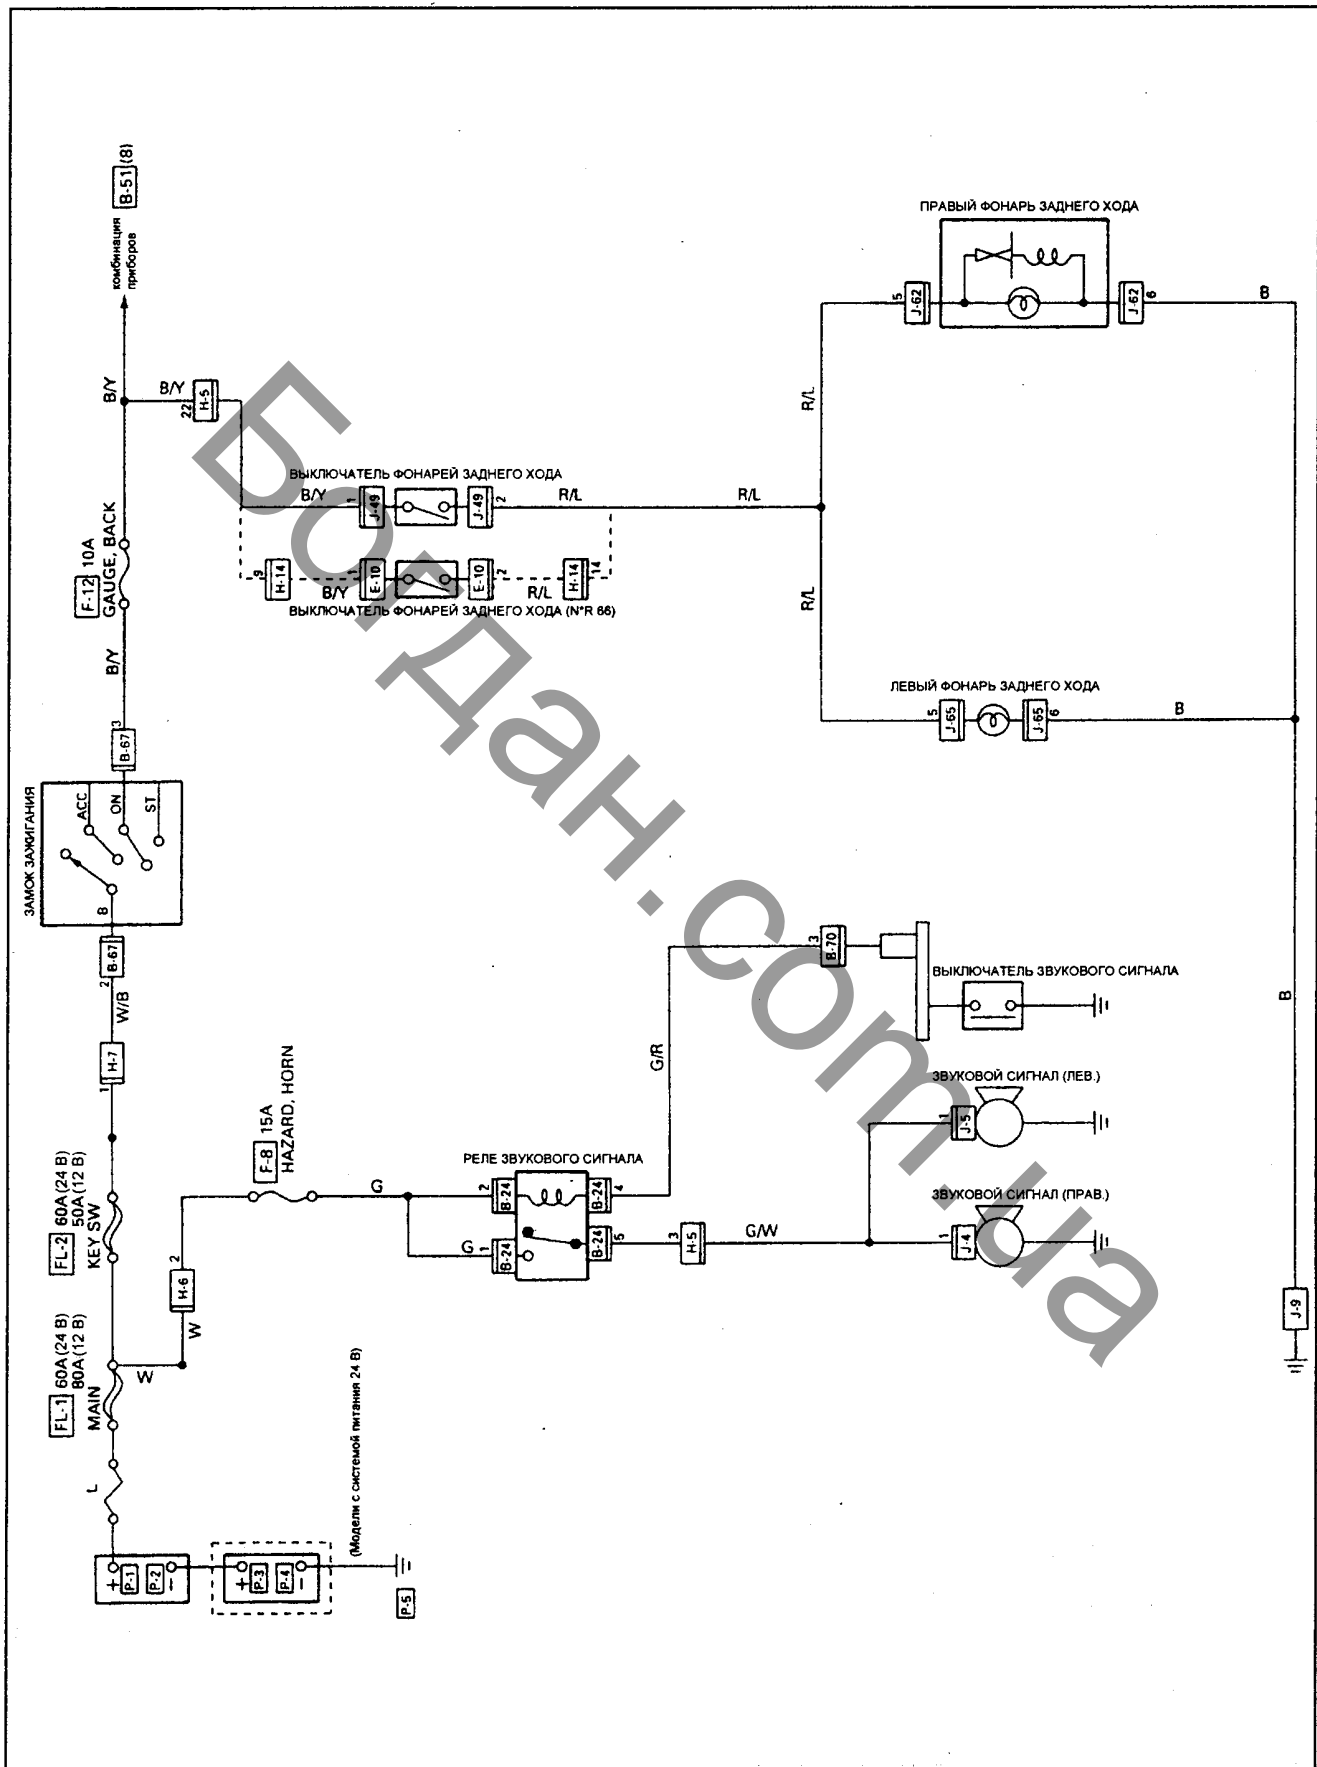 комбинация
приборов
B-51 (8)
B/Y
B/Y
22
H-5
F-12 10A
GAUGE, BACK
B/Y
3
B-67
ЗАМОК ЗАЖИГАНИЯ
ACC
ON
ST
B
B-67
2
W/B
H-7
1
FL-2 60A (24 В)
50A (12 В)
KEY SW
FL-1 60A (24 В)
80A (12 В)
MAIN
W
W
H-6
2
L
+
P-1
P-2
−
+
P-3
P-4
−
P-5
(Модели с системой питания 24 В)
F-8 15A
HAZARD, HORN
G
G
РЕЛЕ ЗВУКОВОГО СИГНАЛА
2
B-24
1
B-24
B-24
4
B-24
5
3
H-5
G/W
G/R
3
B-70
ВЫКЛЮЧАТЕЛЬ ЗВУКОВОГО СИГНАЛА
ЗВУКОВОЙ СИГНАЛ (ЛЕВ.)
1
J-5
ЗВУКОВОЙ СИГНАЛ (ПРАВ.)
1
J-4
ВЫКЛЮЧАТЕЛЬ ФОНАРЕЙ ЗАДНЕГО ХОДА
B/Y
1
J-49
J-49
2
R/L
R/L
9
H-14
B/Y
1
E-10
E-10
2
R/L
H-14
14
ВЫКЛЮЧАТЕЛЬ ФОНАРЕЙ ЗАДНЕГО ХОДА (N*R 66)
R/L
R/L
ПРАВЫЙ ФОНАРЬ ЗАДНЕГО ХОДА
5
J-62
J-62
6
B
ЛЕВЫЙ ФОНАРЬ ЗАДНЕГО ХОДА
5
J-65
J-65
6
B
B
J-9
Богдан.com.ua